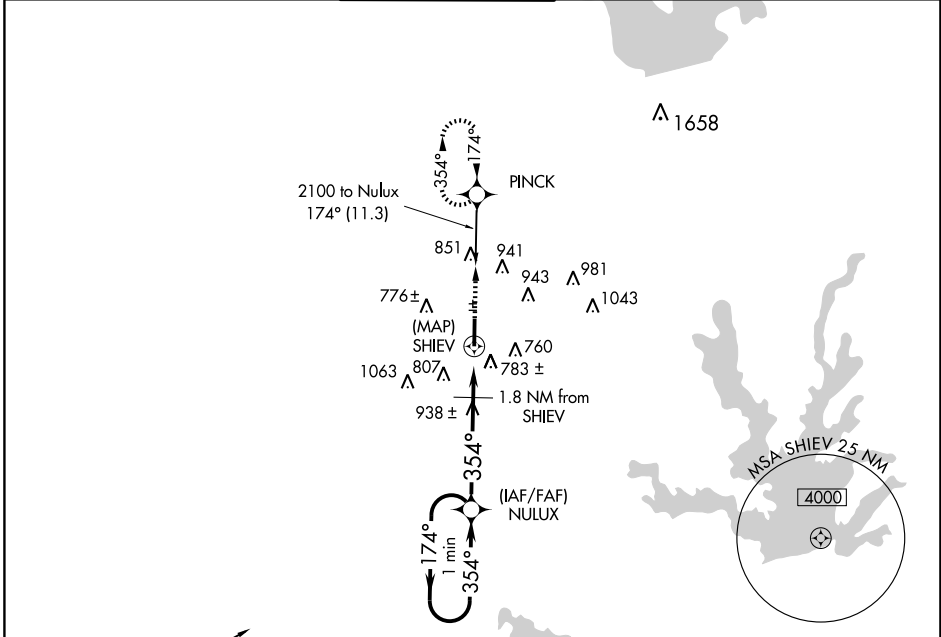 1658
354°
174°
PINCK
2100 to Nulux
174° (11.3)
851
941
943
981
1043
776 ±
(MAP)
SHIEV
760
783 ±
1063
807
938 ±
1.8 NM from
SHIEV
354°
(IAF/FAF)
NULUX
174°
1 min
354°
MSA SHIEV 25 NM
4000